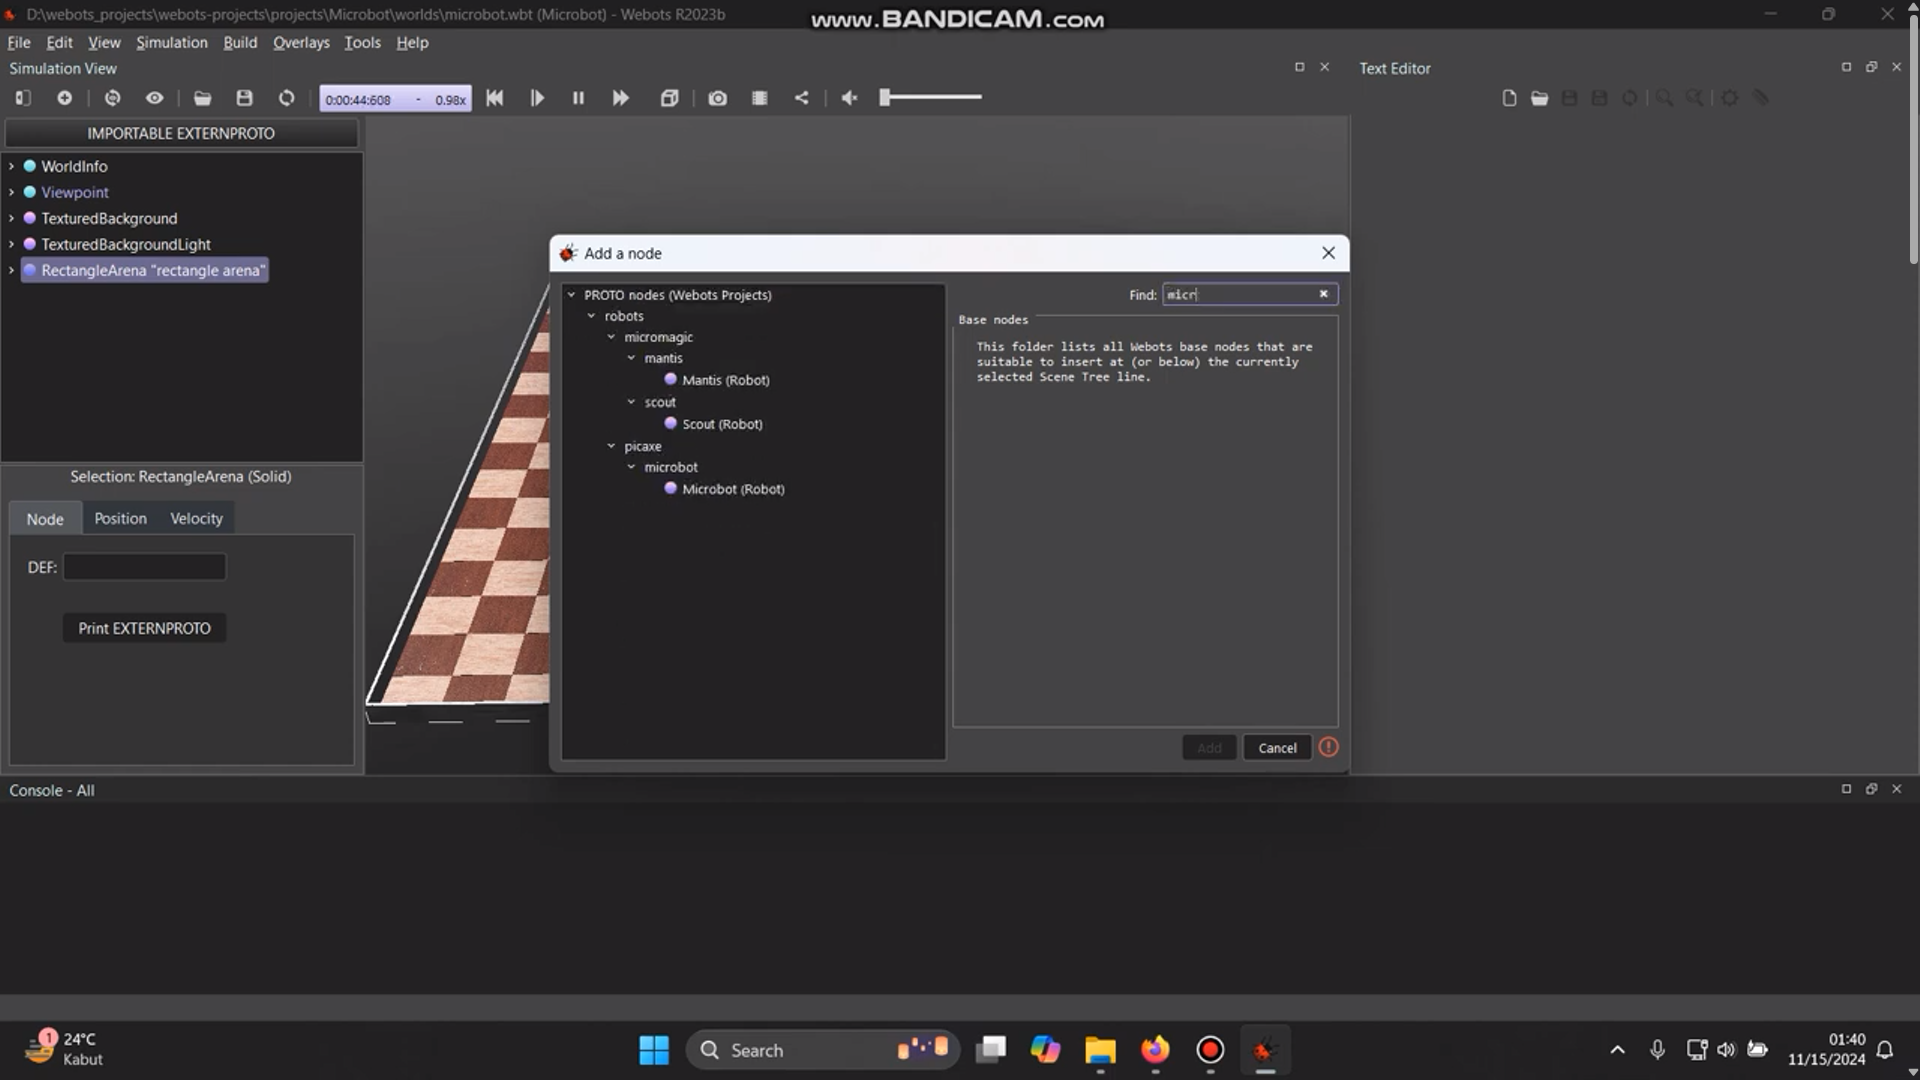 D:\webots_projects\webots-projects\projects\Microbot\worlds\microbot.wbt (Microbot) - Webots R2023b
www.BANDICAM.com
File Edit View Simulation Build Overlays Tools Help
Simulation View
Text Editor
0:00:44:608 - 0.98x
IMPORTABLE EXTERNPROTO
WorldInfo
Viewpoint
TexturedBackground
TexturedBackgroundLight
RectangleArena "rectangle arena"
Selection: RectangleArena (Solid)
Node Position Velocity
DEF:
Print EXTERNPROTO
Add a node
PROTO nodes (Webots Projects)
robots
micromagic
mantis
Mantis (Robot)
scout
Scout (Robot)
picaxe
microbot
Microbot (Robot)
Find: micr
Base nodes
This folder lists all Webots base nodes that are
suitable to insert at (or below) the currently
selected Scene Tree line.
Add Cancel
Console - All
1
24°C
Kabut
Search
01:40
11/15/2024